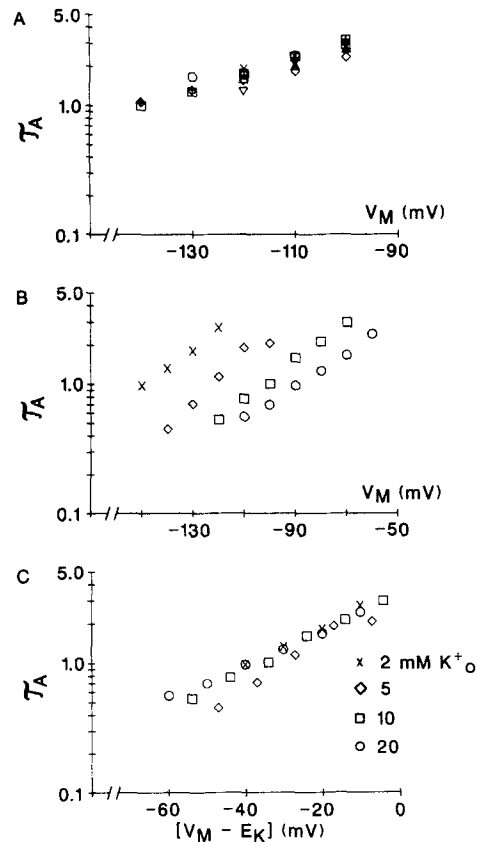 A
5.0
1.0
0.1
τA
VM (mV)
-130 -110 -90
B
5.0
1.0
0.1
τA
VM (mV)
-130 -90 -50
C
5.0
1.0
0.1
τA
x 2 mM K+o
◇ 5
□ 10
○ 20
-60 -40 -20 0
[VM - EK] (mV)